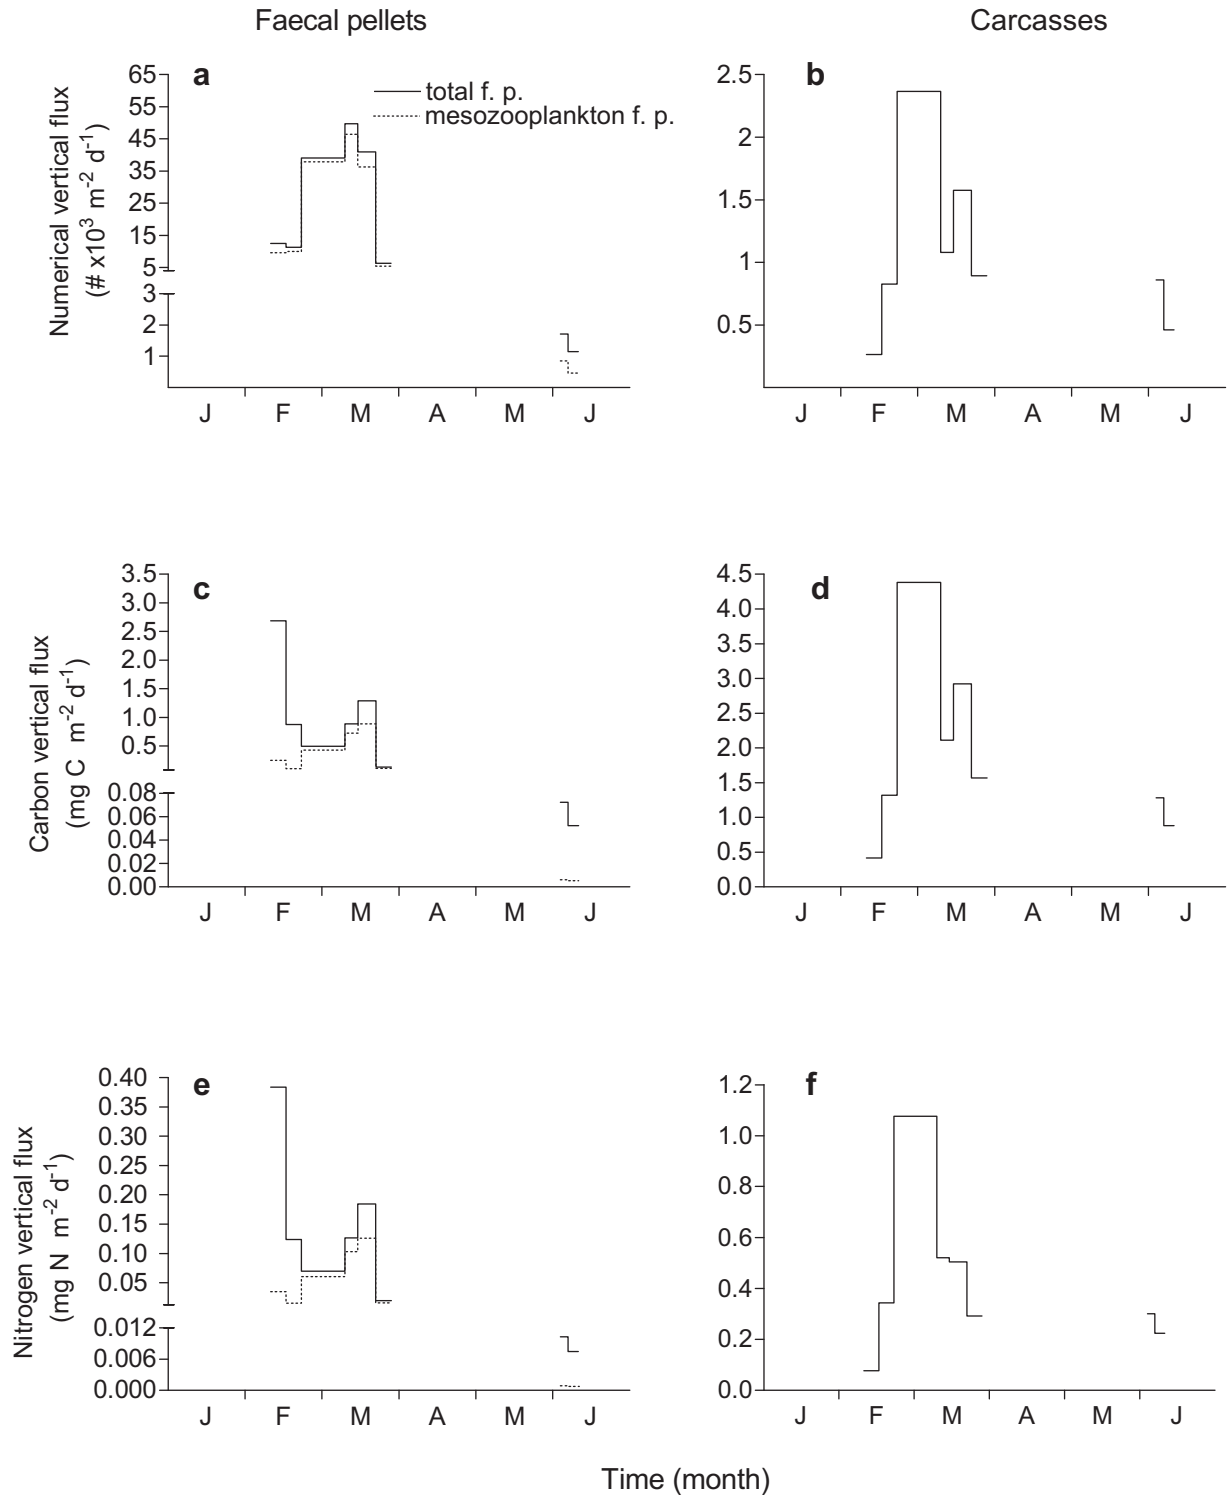 Faecal pellets
Carcasses
a
total f. p.
mesozooplankton f. p.
Numerical vertical flux
(# x10³ m⁻² d⁻¹)
65
55
45
35
25
15
5
3
2
1
J F M A M J
b
2.5
2
1.5
1
0.5
J F M A M J
c
Carbon vertical flux
(mg C m⁻² d⁻¹)
3.5
3.0
2.5
2.0
1.5
1.0
0.5
0.08
0.06
0.04
0.02
0.00
J F M A M J
d
4.5
4.0
3.5
3.0
2.5
2.0
1.5
1.0
0.5
0.0
J F M A M J
e
Nitrogen vertical flux
(mg N m⁻² d⁻¹)
0.40
0.35
0.30
0.25
0.20
0.15
0.10
0.05
0.012
0.006
0.000
J F M A M J
f
1.2
1.0
0.8
0.6
0.4
0.2
0.0
J F M A M J
Time (month)